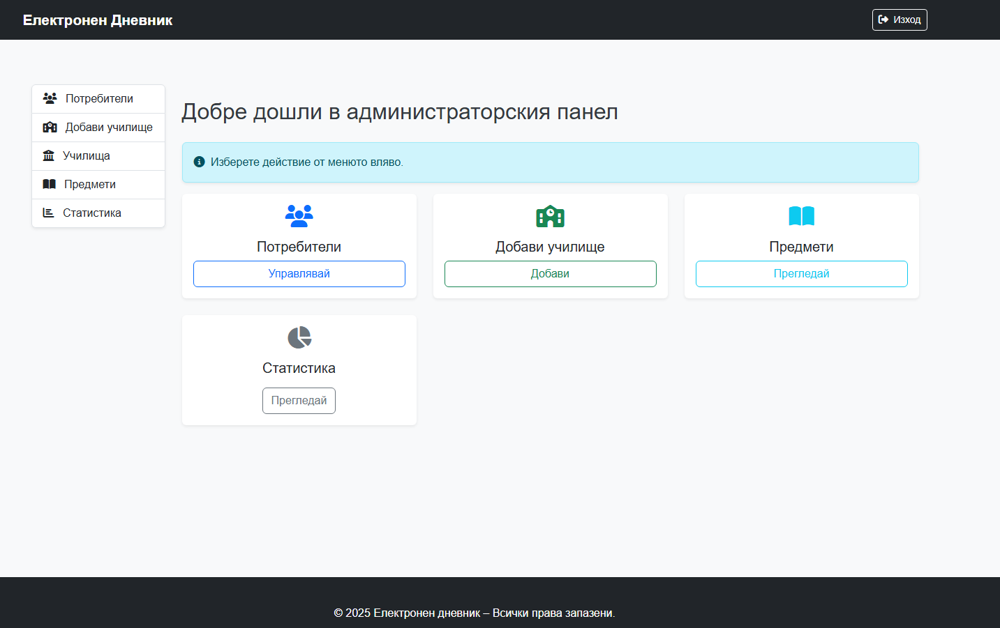 Електронен Дневник
Изход
Потребители
Добави училище
Училища
Предмети
Статистика
Добре дошли в администраторския панел
Изберете действие от менюто вляво.
Потребители
Управлявай
Добави училище
Добави
Предмети
Прегледай
Статистика
Прегледай
© 2025 Електронен дневник – Всички права запазени.